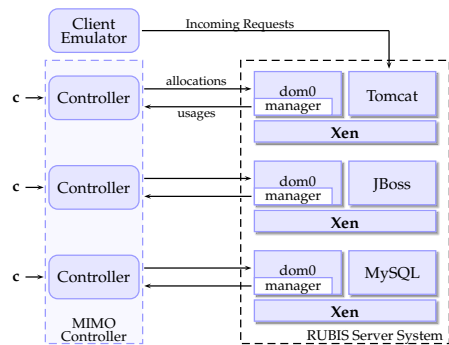 Client
Emulator
Incoming Requests
c
Controller
allocations
usages
dom0
manager
Tomcat
Xen
c
Controller
dom0
manager
JBoss
Xen
c
Controller
dom0
manager
MySQL
Xen
MIMO
Controller
RUBIS Server System